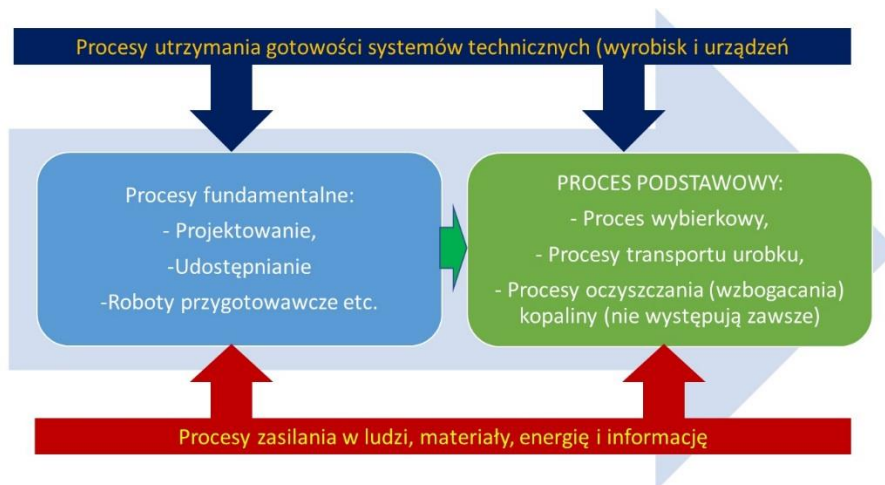 Procesy utrzymania gotowości systemów technicznych (wyrobisk i urządzeń
Procesy fundamentalne:
- Projektowanie,
-Udostępnianie
-Roboty przygotowawcze etc.
PROCES PODSTAWOWY:
- Proces wybierkowy,
- Procesy transportu urobku,
- Procesy oczyszczania (wzbogacania)
kopaliny (nie występują zawsze)
Procesy zasilania w ludzi, materiały, energię i informację